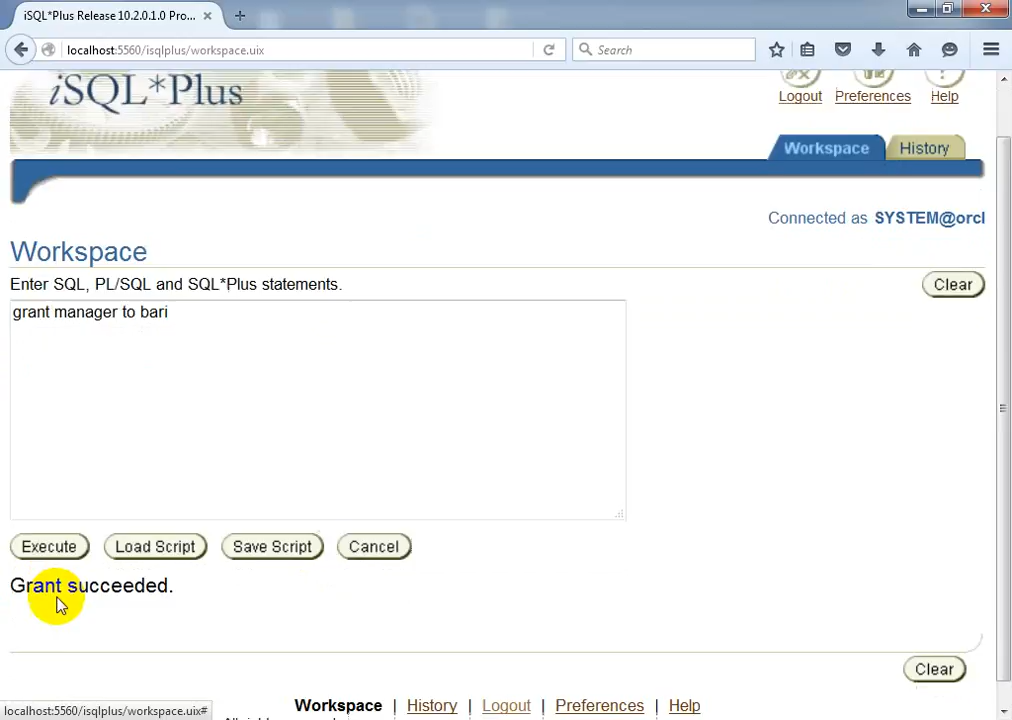 iSQL*Plus Release 10.2.0.1.0 Pro...
localhost:5560/isqlplus/workspace.uix
Search
iSQL*Plus
Logout Preferences Help
Workspace History
Connected as SYSTEM@orcl
Workspace
Enter SQL, PL/SQL and SQL*Plus statements.
Clear
grant manager to bari
Execute Load Script Save Script Cancel
Grant succeeded.
Clear
Workspace | History | Logout | Preferences | Help
localhost:5560/isqlplus/workspace.uix#